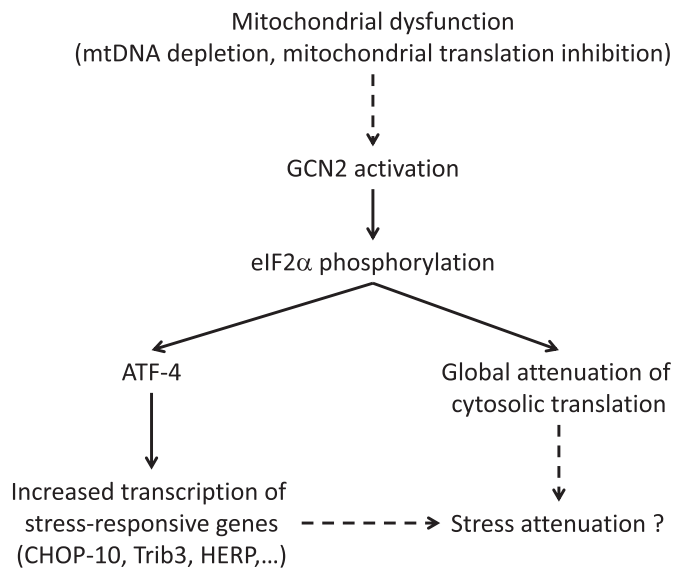 Mitochondrial dysfunction
(mtDNA depletion, mitochondrial translation inhibition)
GCN2 activation
eIF2α phosphorylation
ATF-4
Global attenuation of
cytosolic translation
Increased transcription of
stress-responsive genes
(CHOP-10, Trib3, HERP,...)
Stress attenuation ?